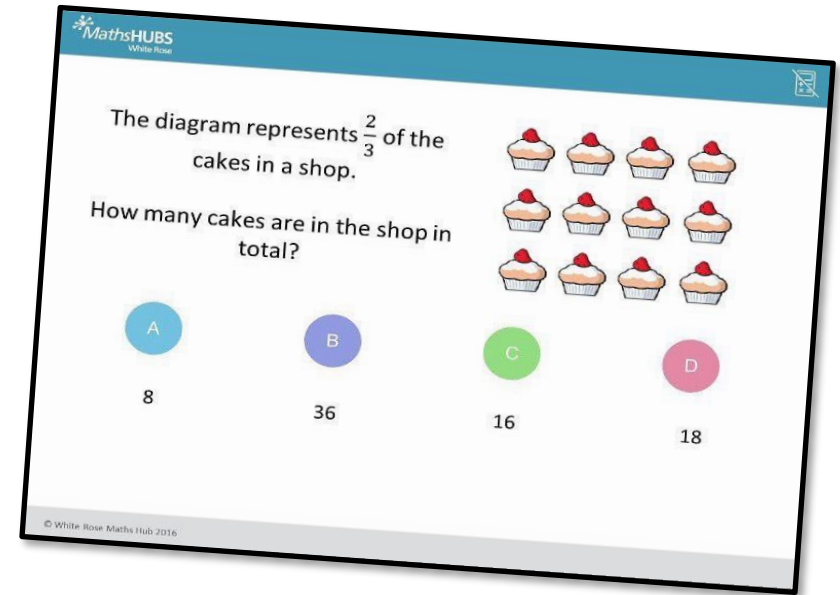 MathsHUBS
White Rose
The diagram represents 2/3 of the
cakes in a shop.
How many cakes are in the shop in
total?
A B C D
8 36 16 18
© White Rose Maths Hub 2016